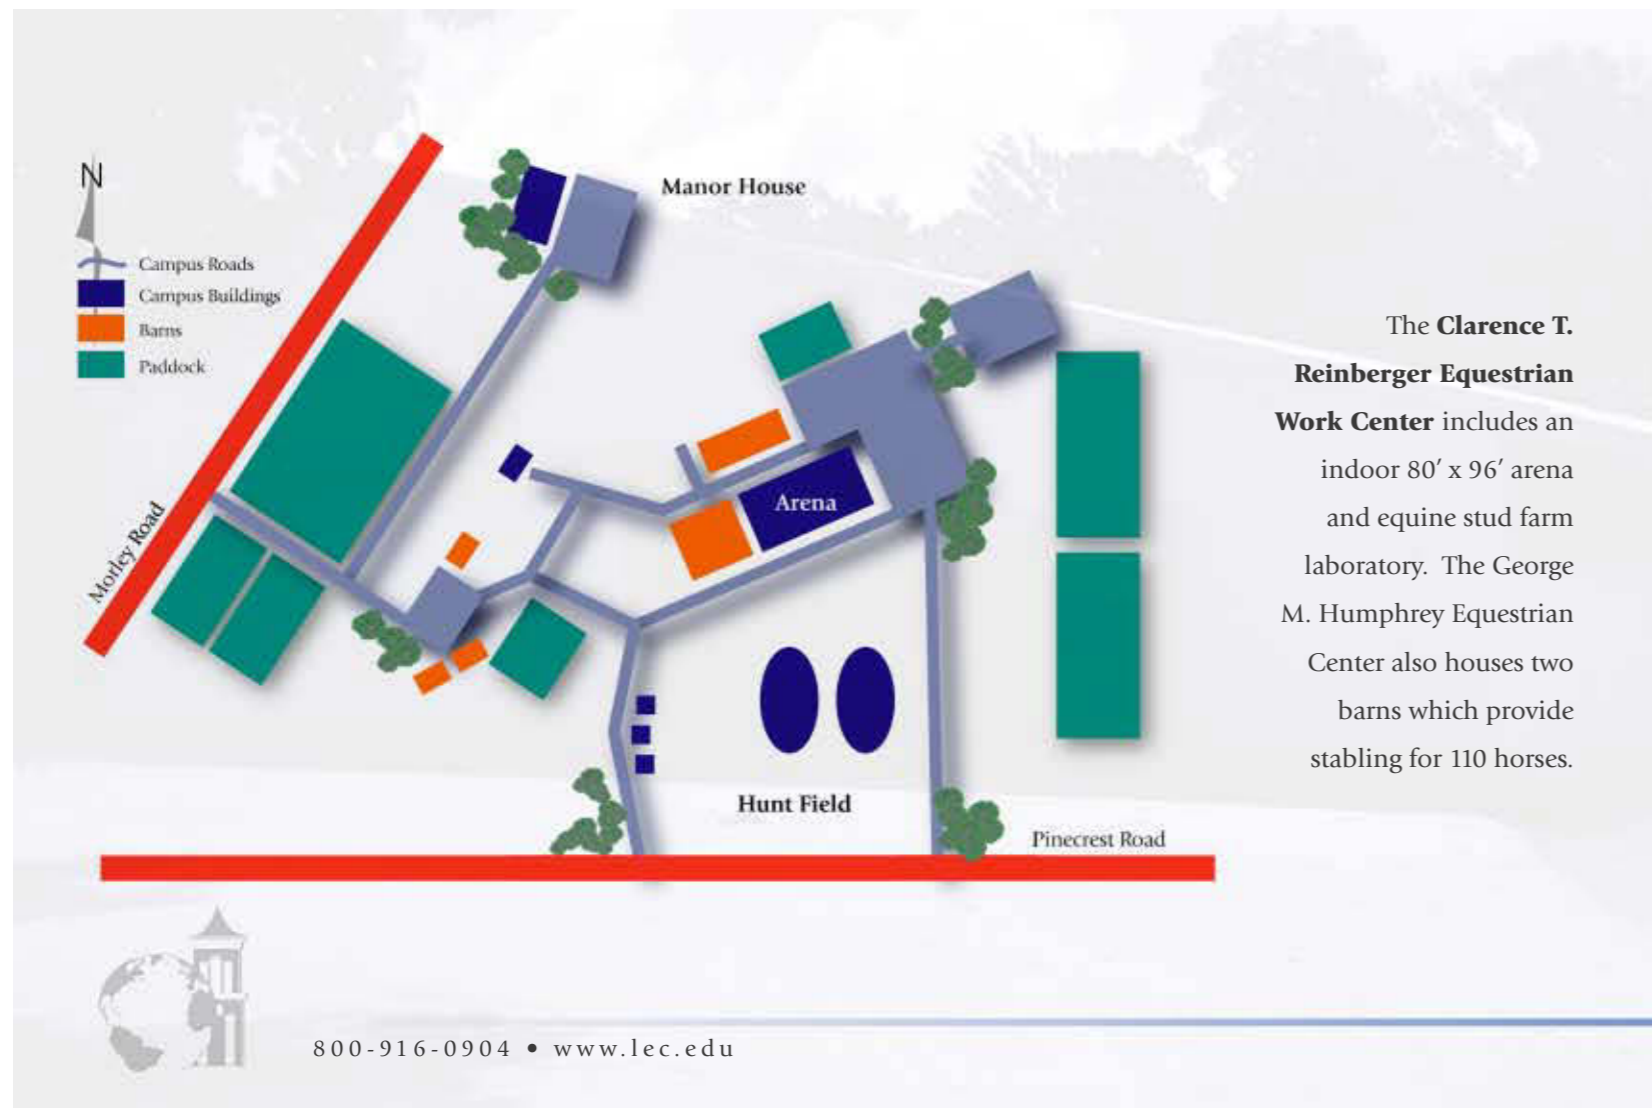 Manor House
N
Campus Roads
Campus Buildings
Barns
Paddock
Morley Road
Arena
Hunt Field
Pinecrest Road
The Clarence T.
Reinberger Equestrian
Work Center includes an
indoor 80′ x 96′ arena
and equine stud farm
laboratory. The George
M. Humphrey Equestrian
Center also houses two
barns which provide
stabling for 110 horses.
800-916-0904 • www.lec.edu